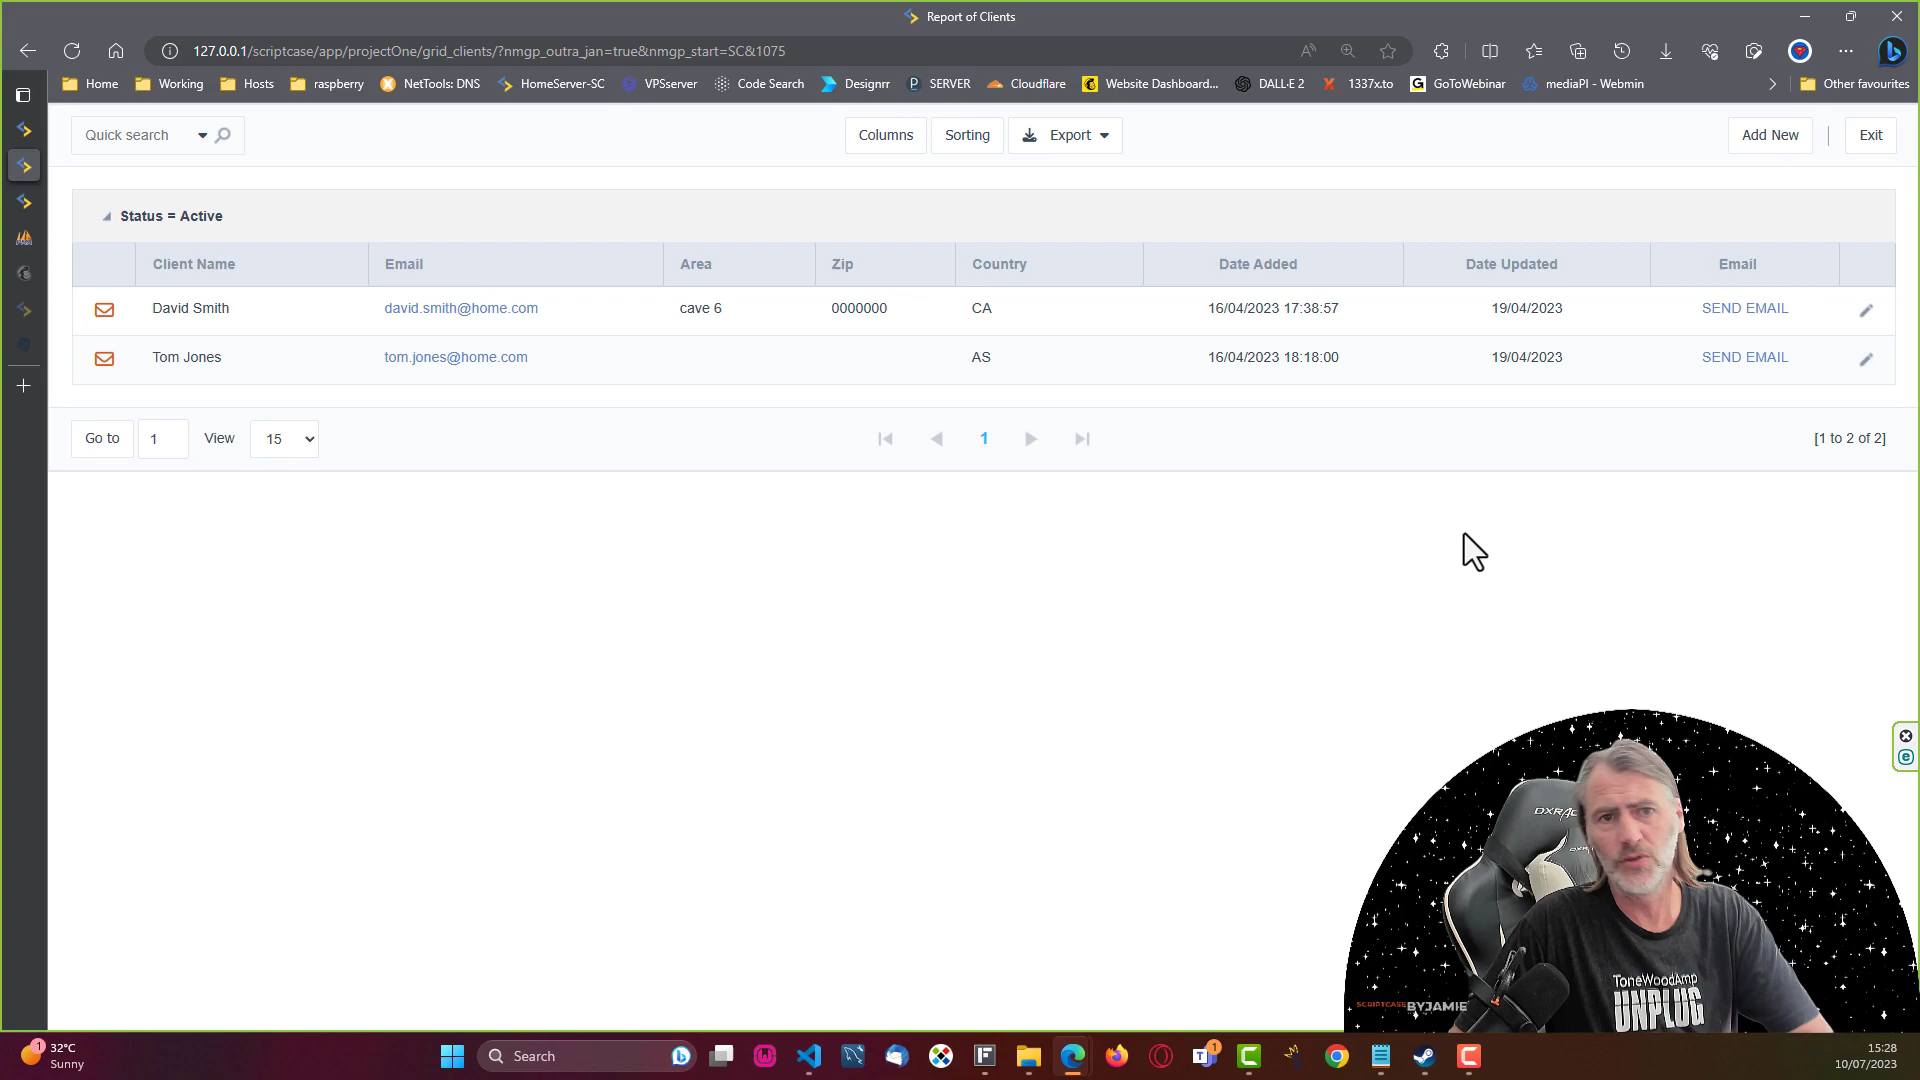 Report of Clients
127.0.0.1/scriptcase/app/projectOne/grid_clients/?nmgp_outra_jan=true&nmgp_start=SC&1075
Home Working Hosts raspberry NetTools: DNS HomeServer-SC VPSserver Code Search Designrr SERVER Cloudflare Website Dashboard... DALL·E 2 1337x.to GoToWebinar mediaPI - Webmin Other favourites
Quick search Columns Sorting Export Add New Exit
Status = Active
Client Name Email Area Zip Country Date Added Date Updated Email
David Smith david.smith@home.com cave 6 0000000 CA 16/04/2023 17:38:57 19/04/2023 SEND EMAIL
Tom Jones tom.jones@home.com AS 16/04/2023 18:18:00 19/04/2023 SEND EMAIL
Go to 1 View 15 1 [1 to 2 of 2]
ToneWoodAmp
UNPLUG
SCRIPTCASE BYJAMIE
1 32°C
Sunny
Search
1
15:28
10/07/2023